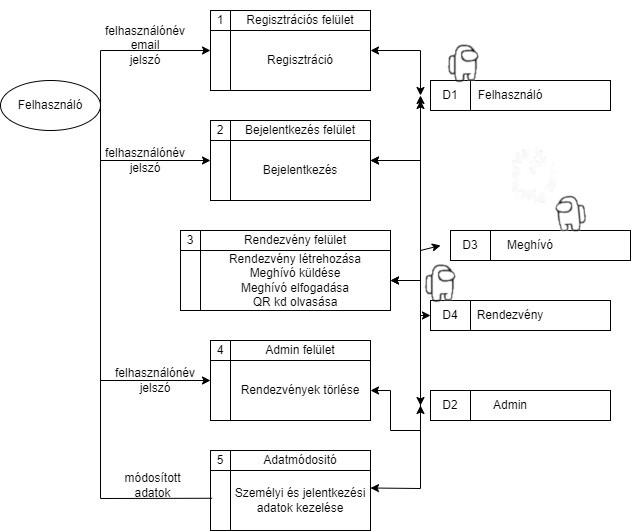 felhasználónév
email
jelszó
1 Regisztrációs felület
Regisztráció
Felhasználó
D1 Felhasználó
felhasználónév
jelszó
2 Bejelentkezés felület
Bejelentkezés
3 Rendezvény felület
Rendezvény létrehozása
Meghívó küldése
Meghívó elfogadása
QR kd olvasása
D3 Meghívó
D4 Rendezvény
felhasználónév
jelszó
4 Admin felület
Rendezvények törlése
D2 Admin
módosított
adatok
5 Adatmódositó
Személyi és jelentkezési
adatok kezelése